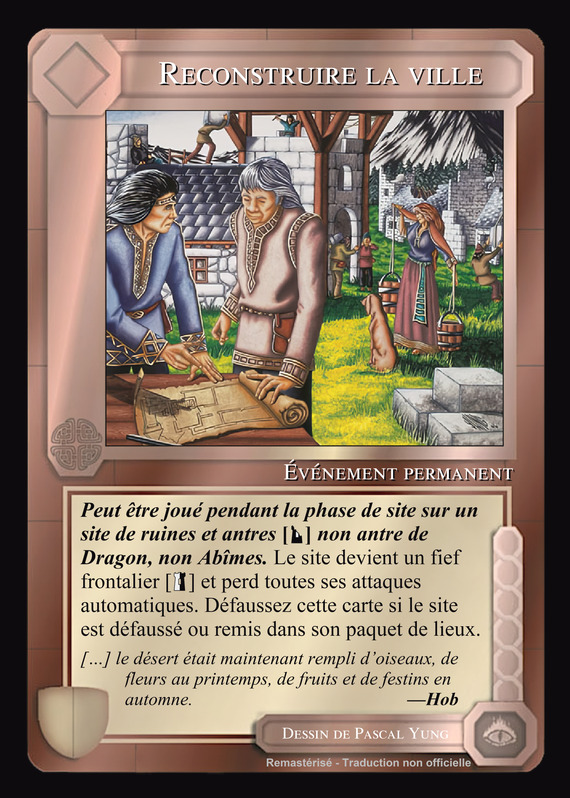 Reconstruire la ville
Événement permanent
Peut être joué pendant la phase de site sur un
site de ruines et antres [ ] non antre de
Dragon, non Abîmes. Le site devient un fief
frontalier [ ] et perd toutes ses attaques
automatiques. Défaussez cette carte si le site
est défaussé ou remis dans son paquet de lieux.
[…] le désert était maintenant rempli d’oiseaux, de
fleurs au printemps, de fruits et de festins en
automne. —Hob
Dessin de Pascal Yung
Remastérisé - Traduction non officielle